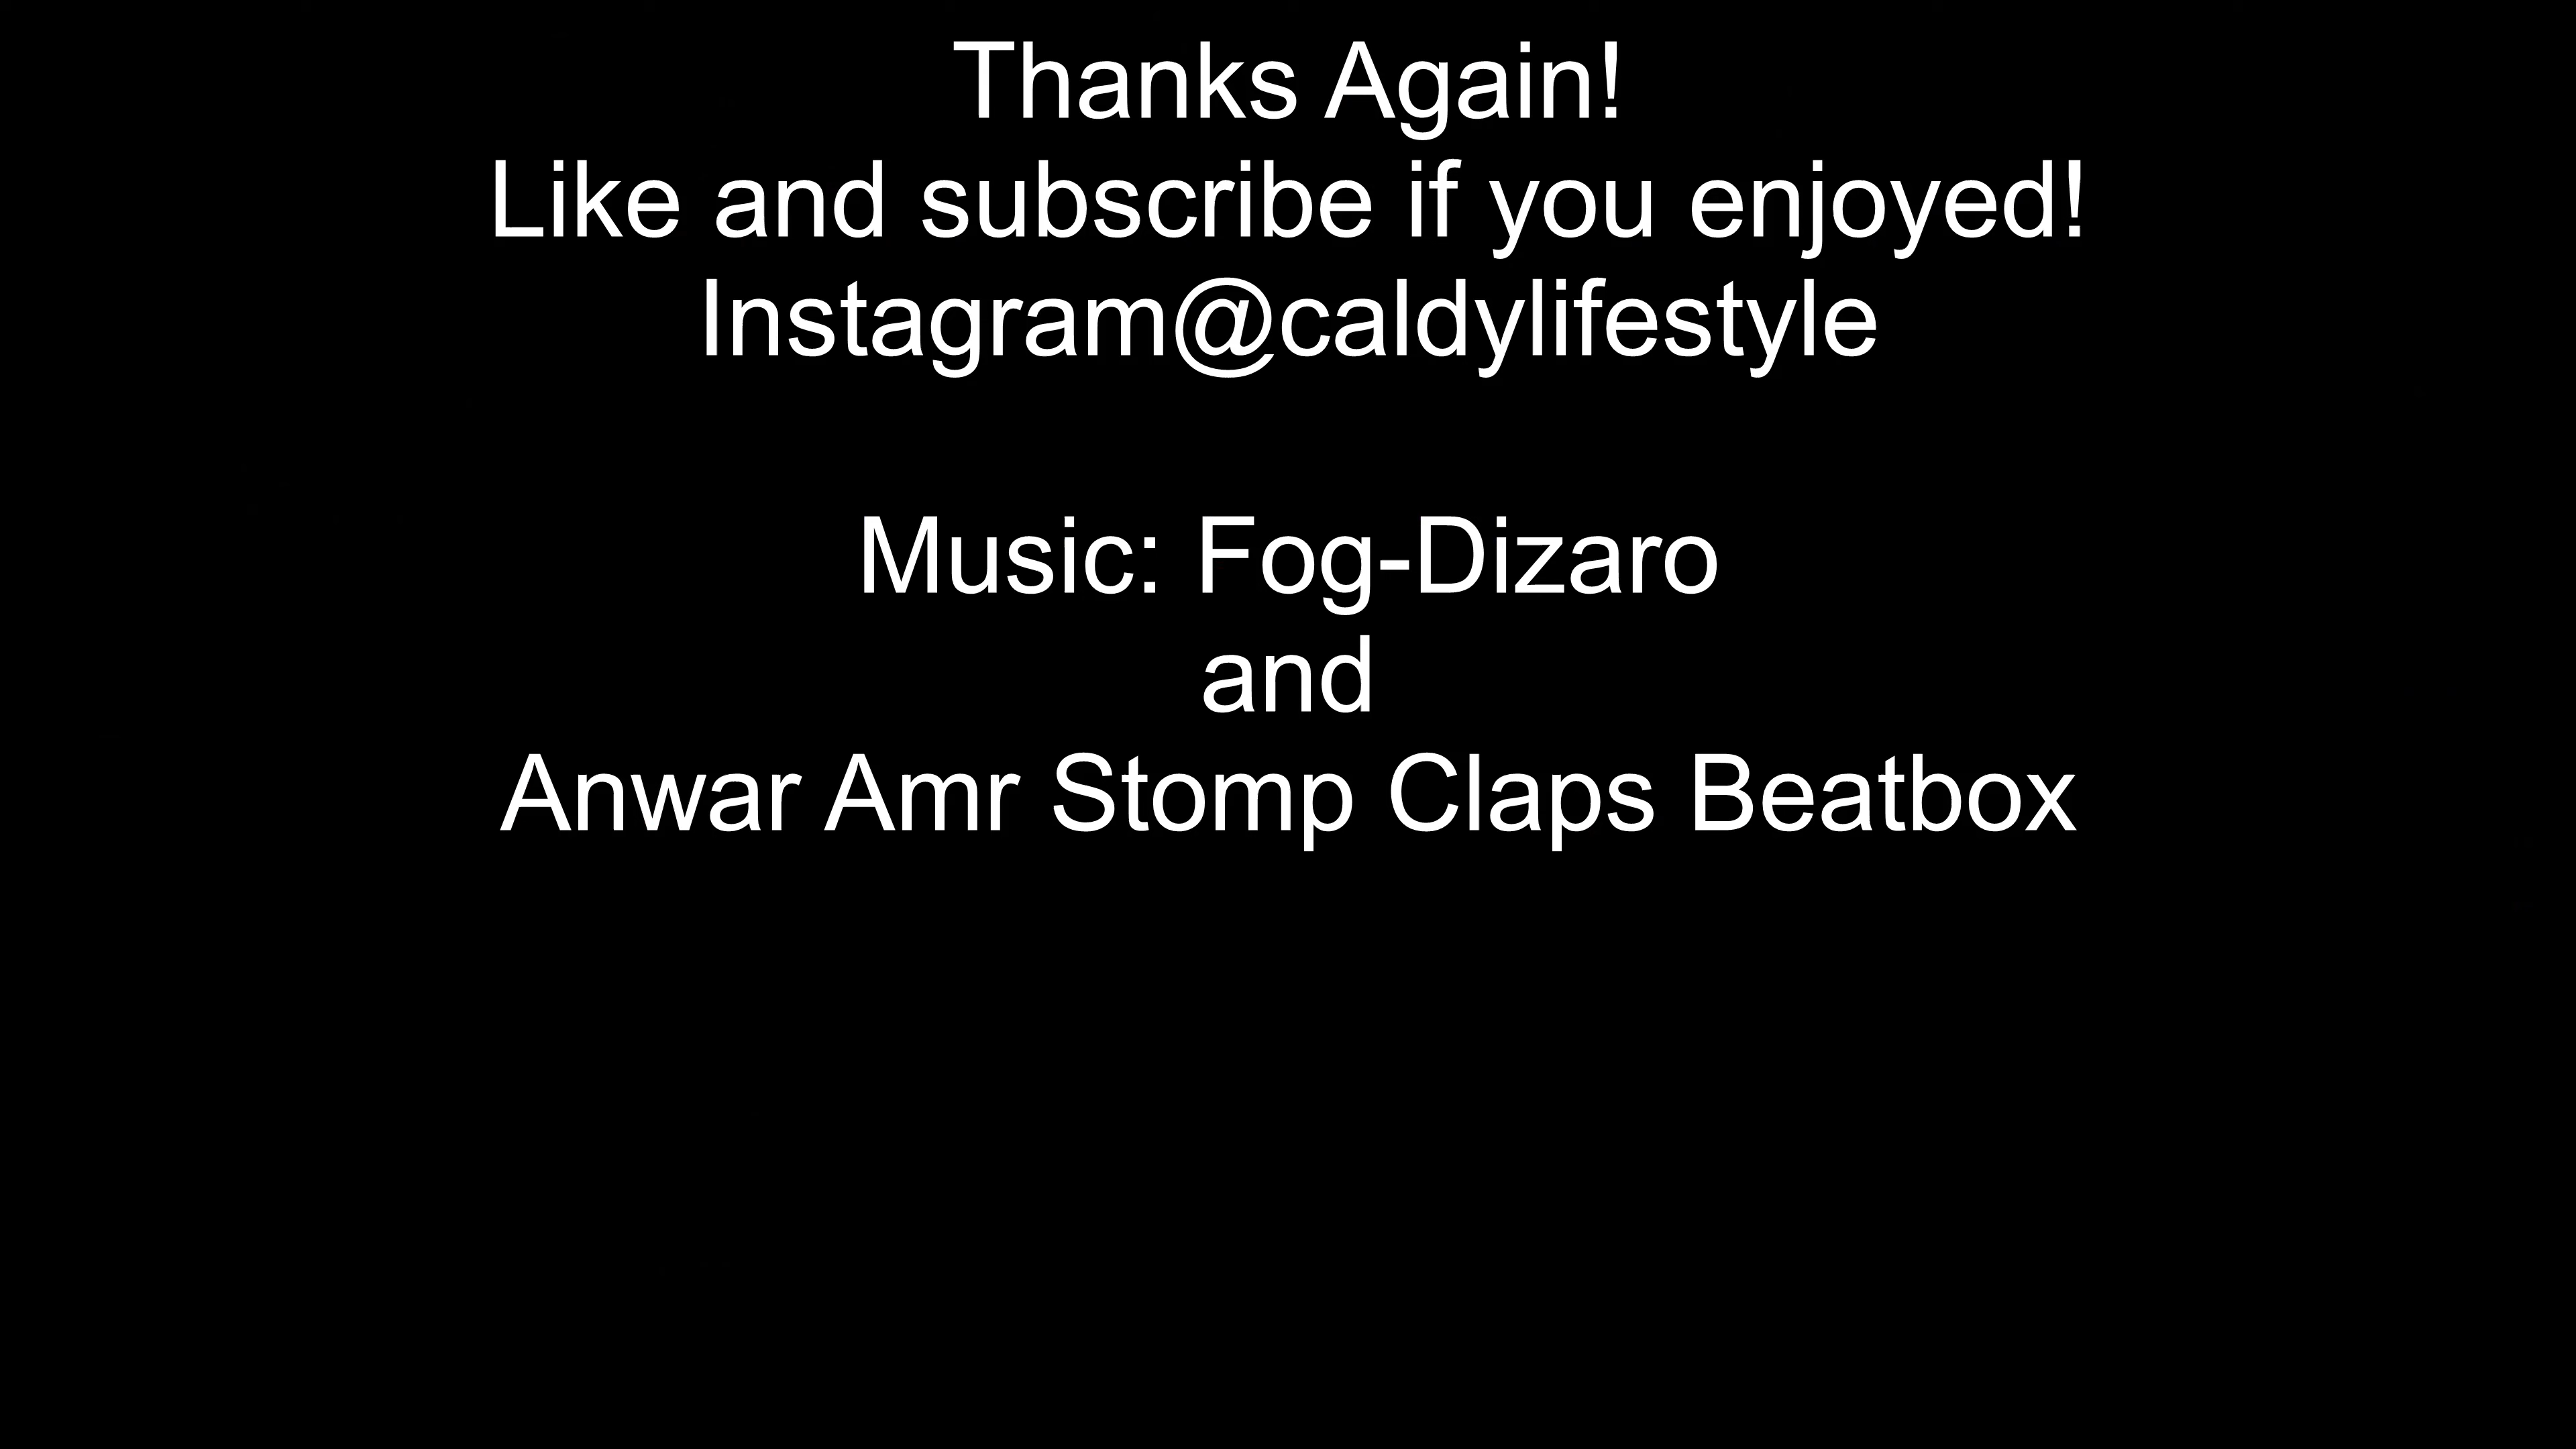 Thanks Again!
Like and subscribe if you enjoyed!
Instagram@caldylifestyle
Music: Fog-Dizaro
and
Anwar Amr Stomp Claps Beatbox